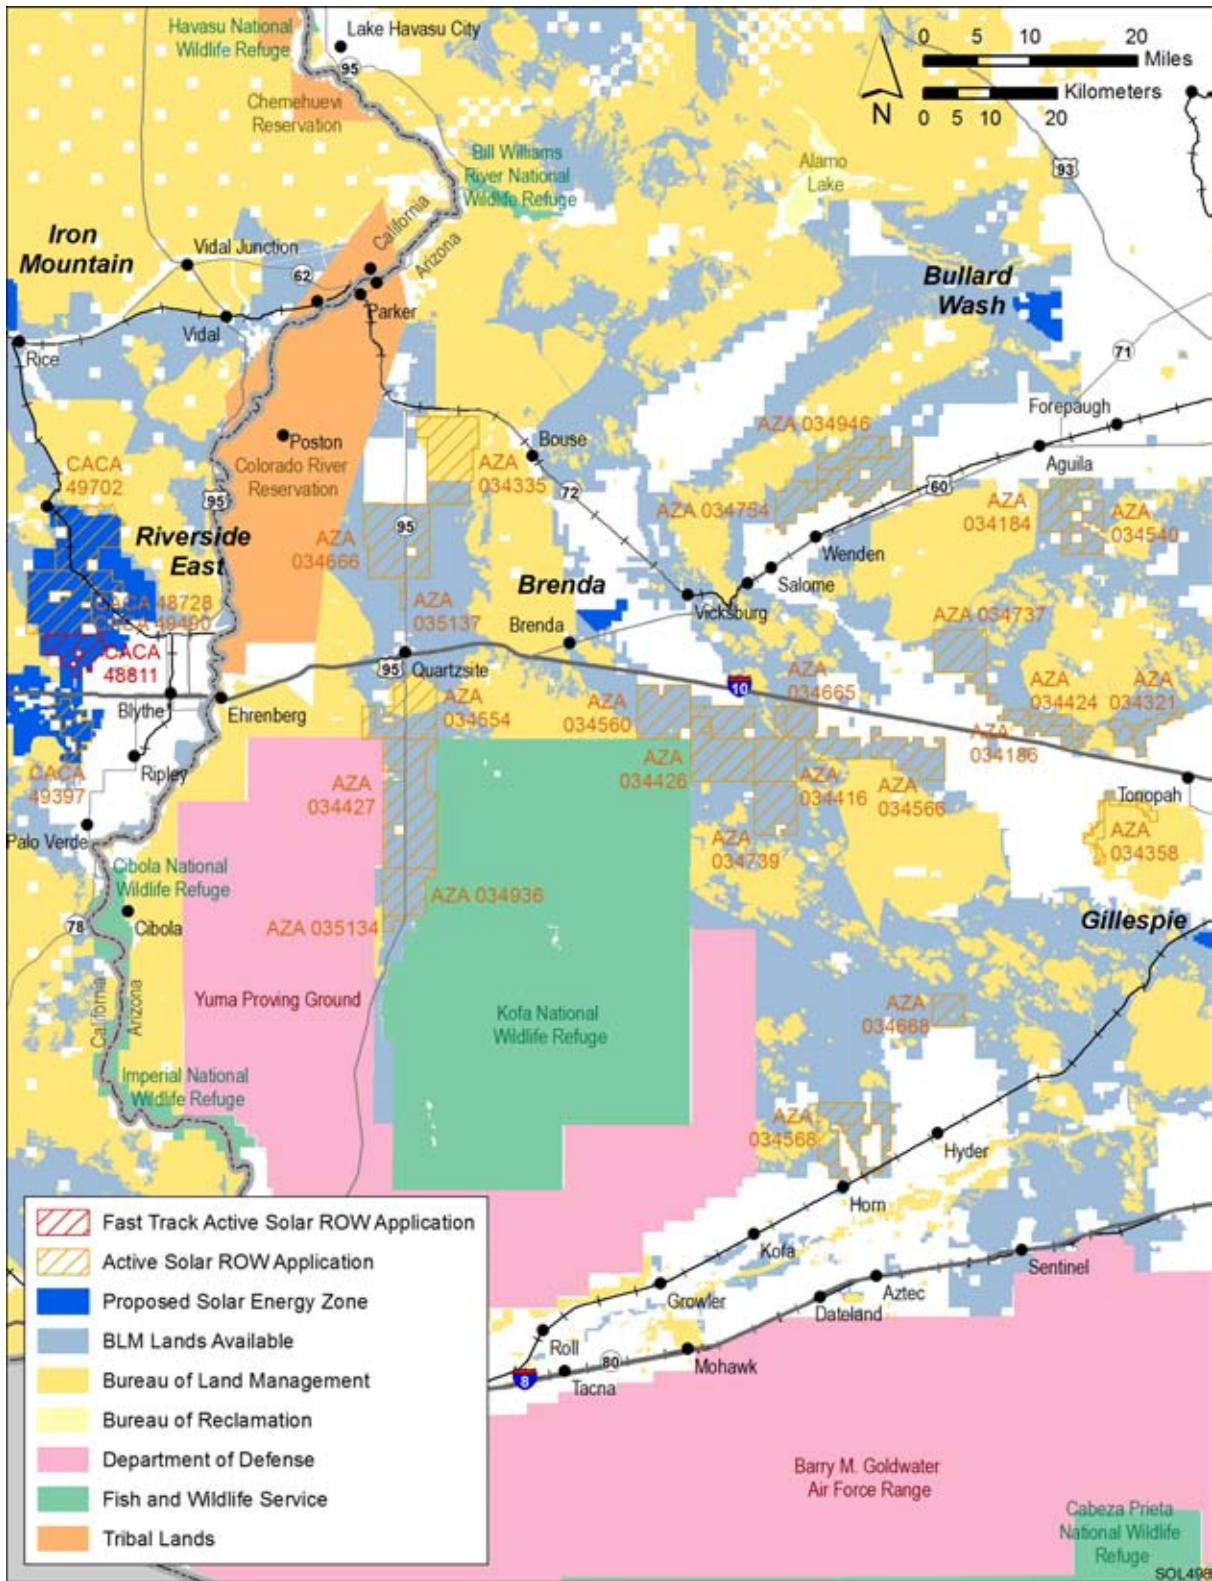 Havasu National
Wildlife Refuge
Lake Havasu City
95
0 5 10 20
Miles
Kilometers
0 5 10 20
N
Chemehuevi
Reservation
Bill Williams
River National
Wildlife Refuge
Alamo
Lake
93
California
Arizona
Iron
Mountain
Vidal Junction
62
Bullard
Wash
Parker
Vidal
Rice
71
Forepaugh
AZA 034946
Poston
Colorado River
Reservation
Bouse
Aguila
CACA
49702
AZA
034335
72
60
95
AZA 034754
AZA
034184
AZA
034540
Riverside
East
95
AZA
034666
Wenden
Brenda
Salome
CACA 48728
CACA 49490
AZA
035137
Vicksburg
AZA 034737
Brenda
CACA
48811
95
Quartzsite
10
AZA
034665
AZA
034424
AZA
034321
Blythe
Ehrenberg
AZA
034554
AZA
034560
AZA
034186
Ripley
CACA
49397
AZA
034427
AZA
034426
AZA
034416
AZA
034566
Tonopah
Palo Verde
AZA
034739
AZA
034358
Cibola National
Wildlife Refuge
AZA 034936
78
Cibola
AZA 035134
Gillespie
California
Arizona
Yuma Proving Ground
Kofa National
Wildlife Refuge
AZA
034668
Imperial National
Wildlife Refuge
AZA
034568
Hyder
Horn
Kofa
Sentinel
Growler
Aztec
Dateland
Roll
80
Mohawk
8
Tacna
Fast Track Active Solar ROW Application
Active Solar ROW Application
Proposed Solar Energy Zone
BLM Lands Available
Bureau of Land Management
Bureau of Reclamation
Department of Defense
Fish and Wildlife Service
Tribal Lands
Barry M. Goldwater
Air Force Range
Cabeza Prieta
National Wildlife
Refuge